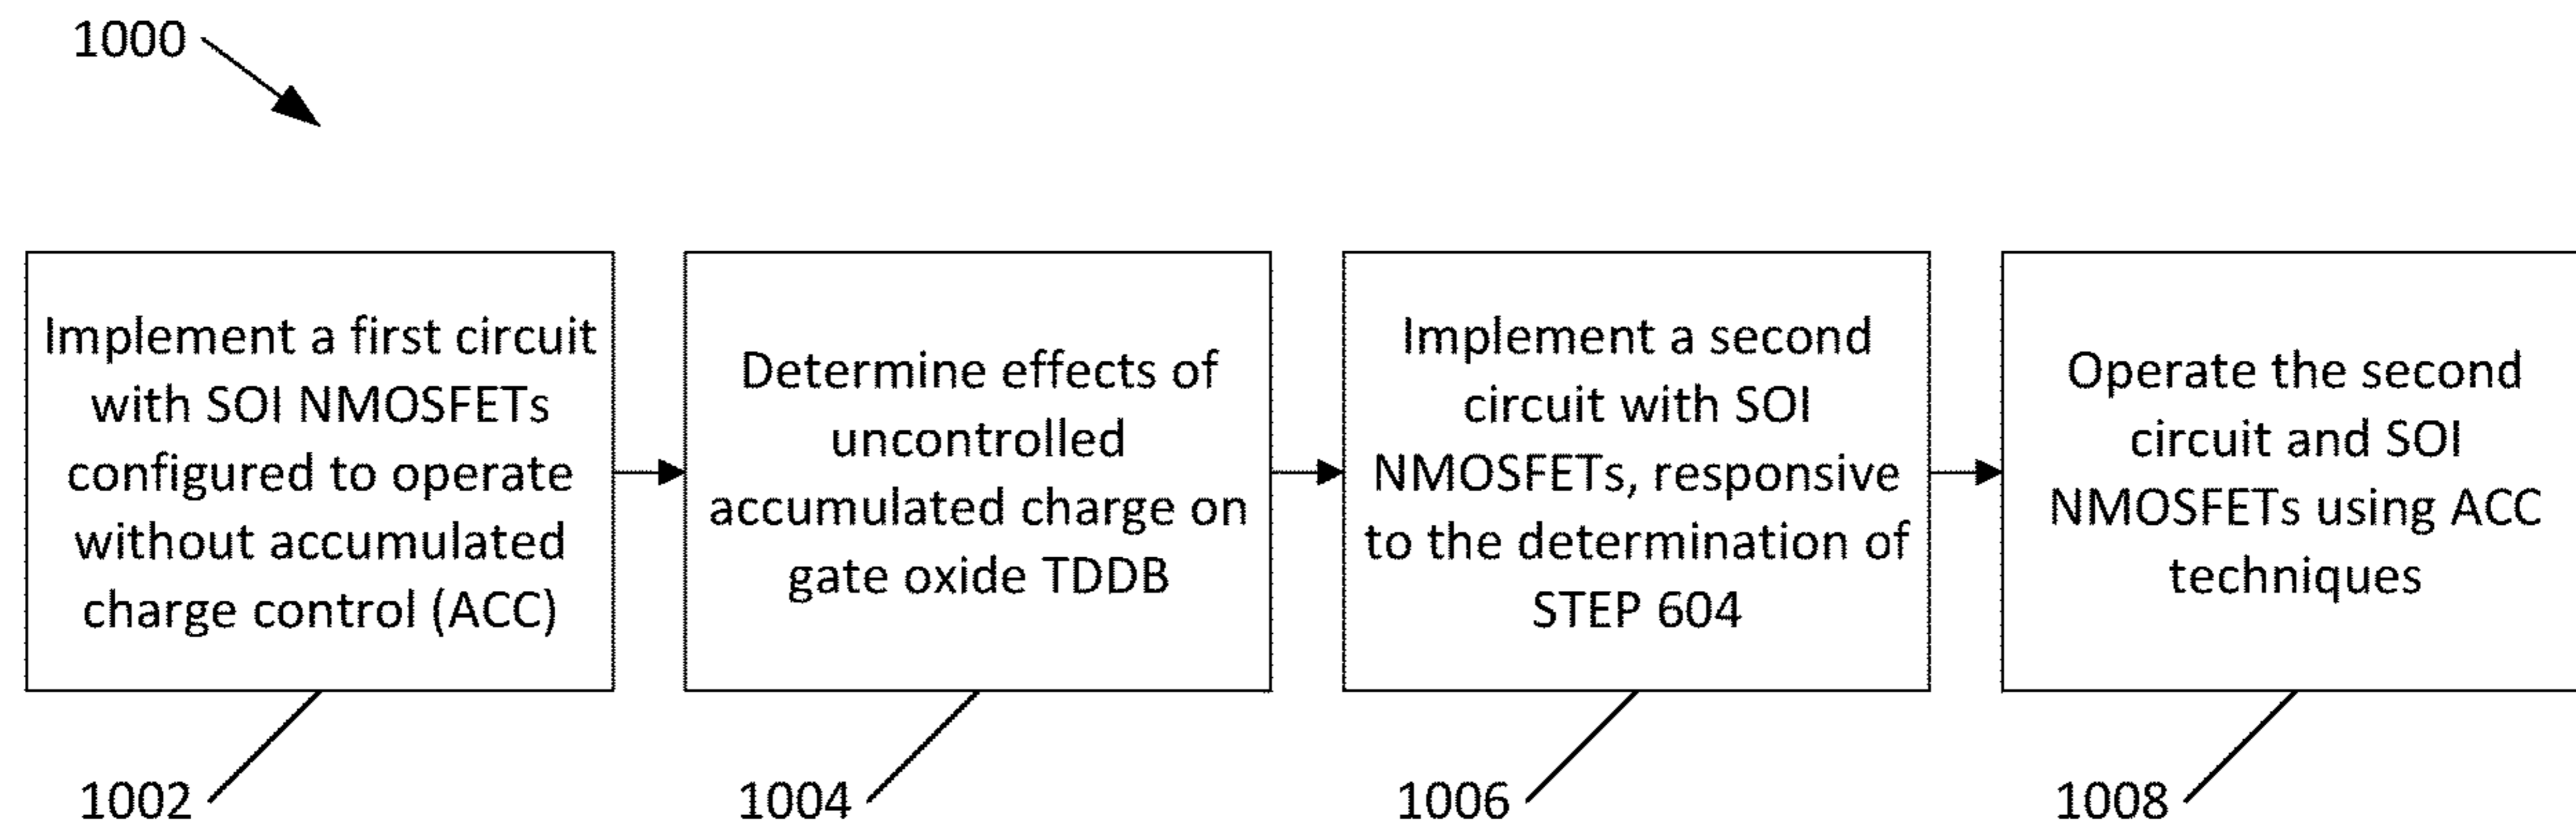 1000
Implement a first circuit
with SOI NMOSFETs
configured to operate
without accumulated
charge control (ACC)
Determine effects of
uncontrolled
accumulated charge on
gate oxide TDDB
Implement a second
circuit with SOI
NMOSFETs, responsive
to the determination of
STEP 604
Operate the second
circuit and SOI
NMOSFETs using ACC
techniques
1002
1004
1006
1008